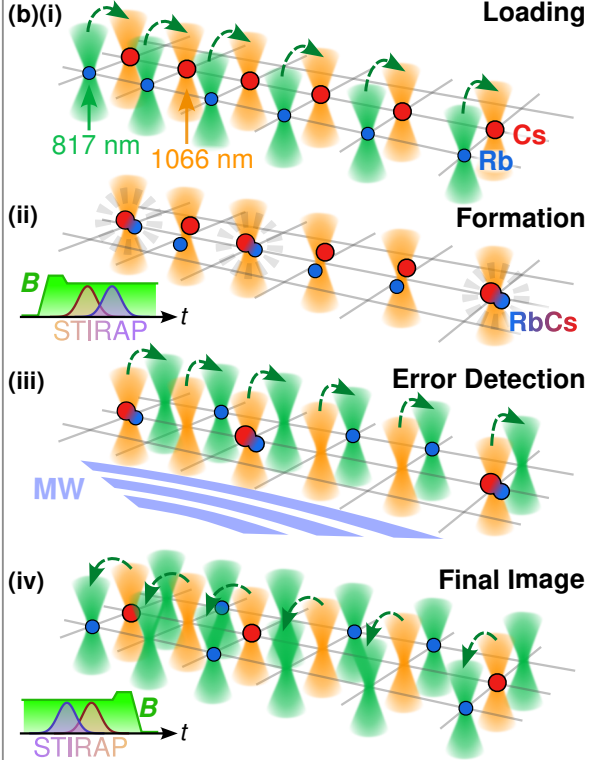 (b)(i)
Loading
817 nm
1066 nm
Cs
Rb
(ii)
Formation
B
STIRAP
t
RbCs
(iii)
Error Detection
MW
(iv)
Final Image
B
STIRAP
t